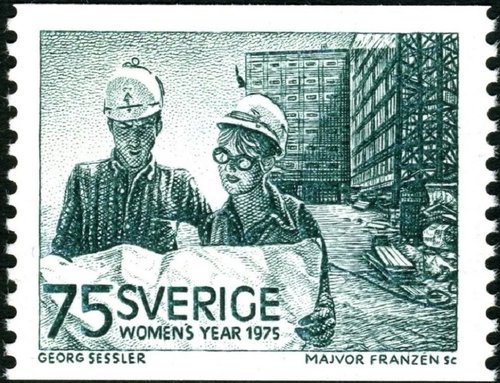 75 SVERIGE
WOMEN'S YEAR 1975
GEORG SESSLER MAJVOR FRANZÉN SC